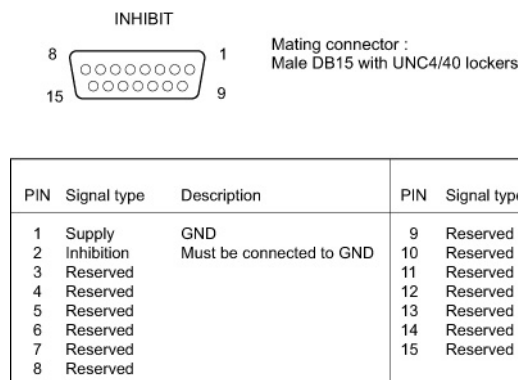 INHIBIT
8 1
Mating connector :
Male DB15 with UNC4/40 lockers
15 9
PIN Signal type Description PIN Signal type
1 Supply GND 9 Reserved
2 Inhibition Must be connected to GND 10 Reserved
3 Reserved 11 Reserved
4 Reserved 12 Reserved
5 Reserved 13 Reserved
6 Reserved 14 Reserved
7 Reserved 15 Reserved
8 Reserved